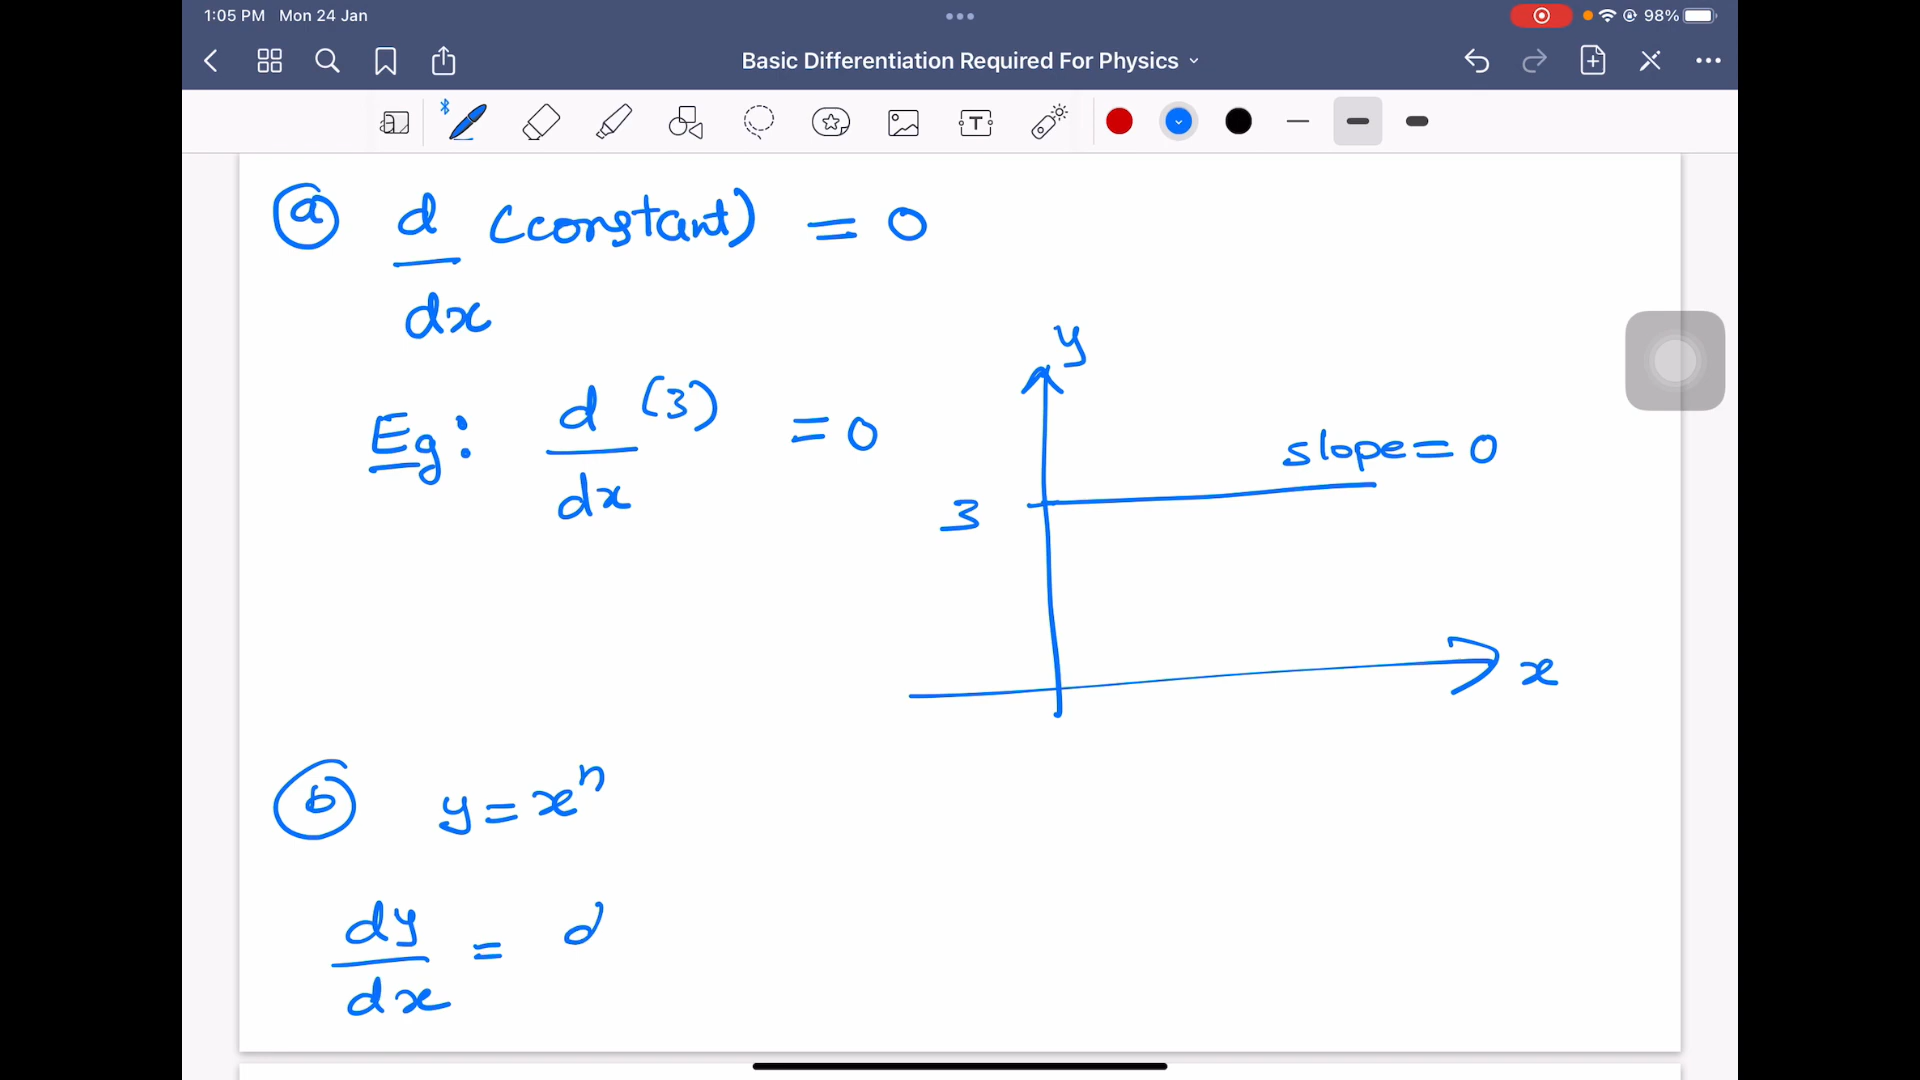 1:05 PM Mon 24 Jan
98%
Basic Differentiation Required For Physics
T
(a) d/dx (constant) = 0
y
Eg: d(3)/dx = 0
slope = 0
3
x
(b) y = xⁿ
dy/dx = d